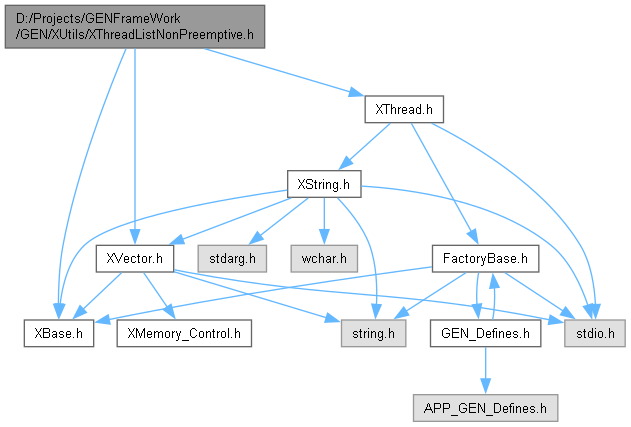 D:/Projects/GENFrameWork
/GEN/XUtils/XThreadListNonPreemptive.h
XThread.h
XString.h
XVector.h
stdarg.h
wchar.h
FactoryBase.h
XBase.h
XMemory_Control.h
string.h
GEN_Defines.h
stdio.h
APP_GEN_Defines.h